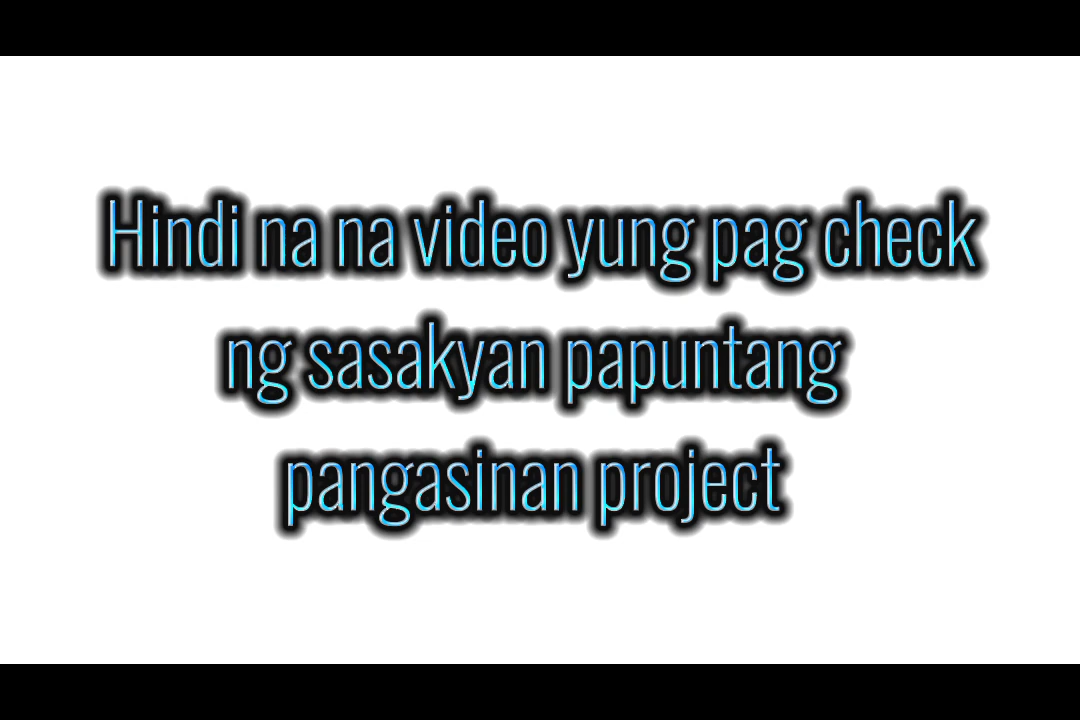 Hindi na na video yung pag check
ng sasakyan papuntang
pangasinan project